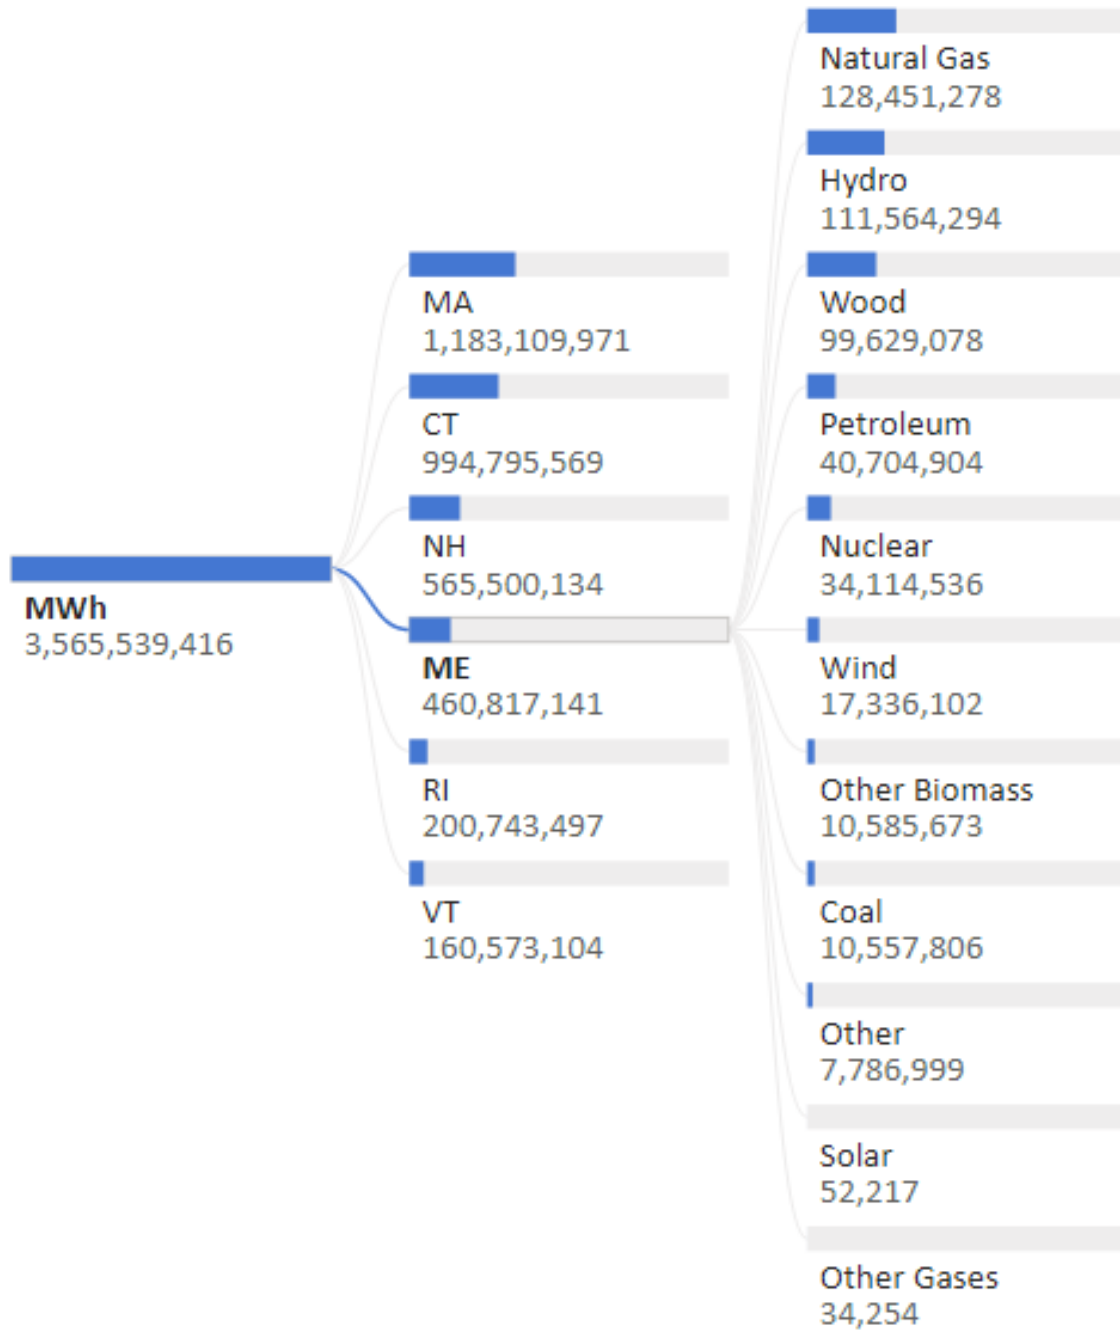 MWh
3,565,539,416
MA
1,183,109,971
CT
994,795,569
NH
565,500,134
ME
460,817,141
RI
200,743,497
VT
160,573,104
Natural Gas
128,451,278
Hydro
111,564,294
Wood
99,629,078
Petroleum
40,704,904
Nuclear
34,114,536
Wind
17,336,102
Other Biomass
10,585,673
Coal
10,557,806
Other
7,786,999
Solar
52,217
Other Gases
34,254